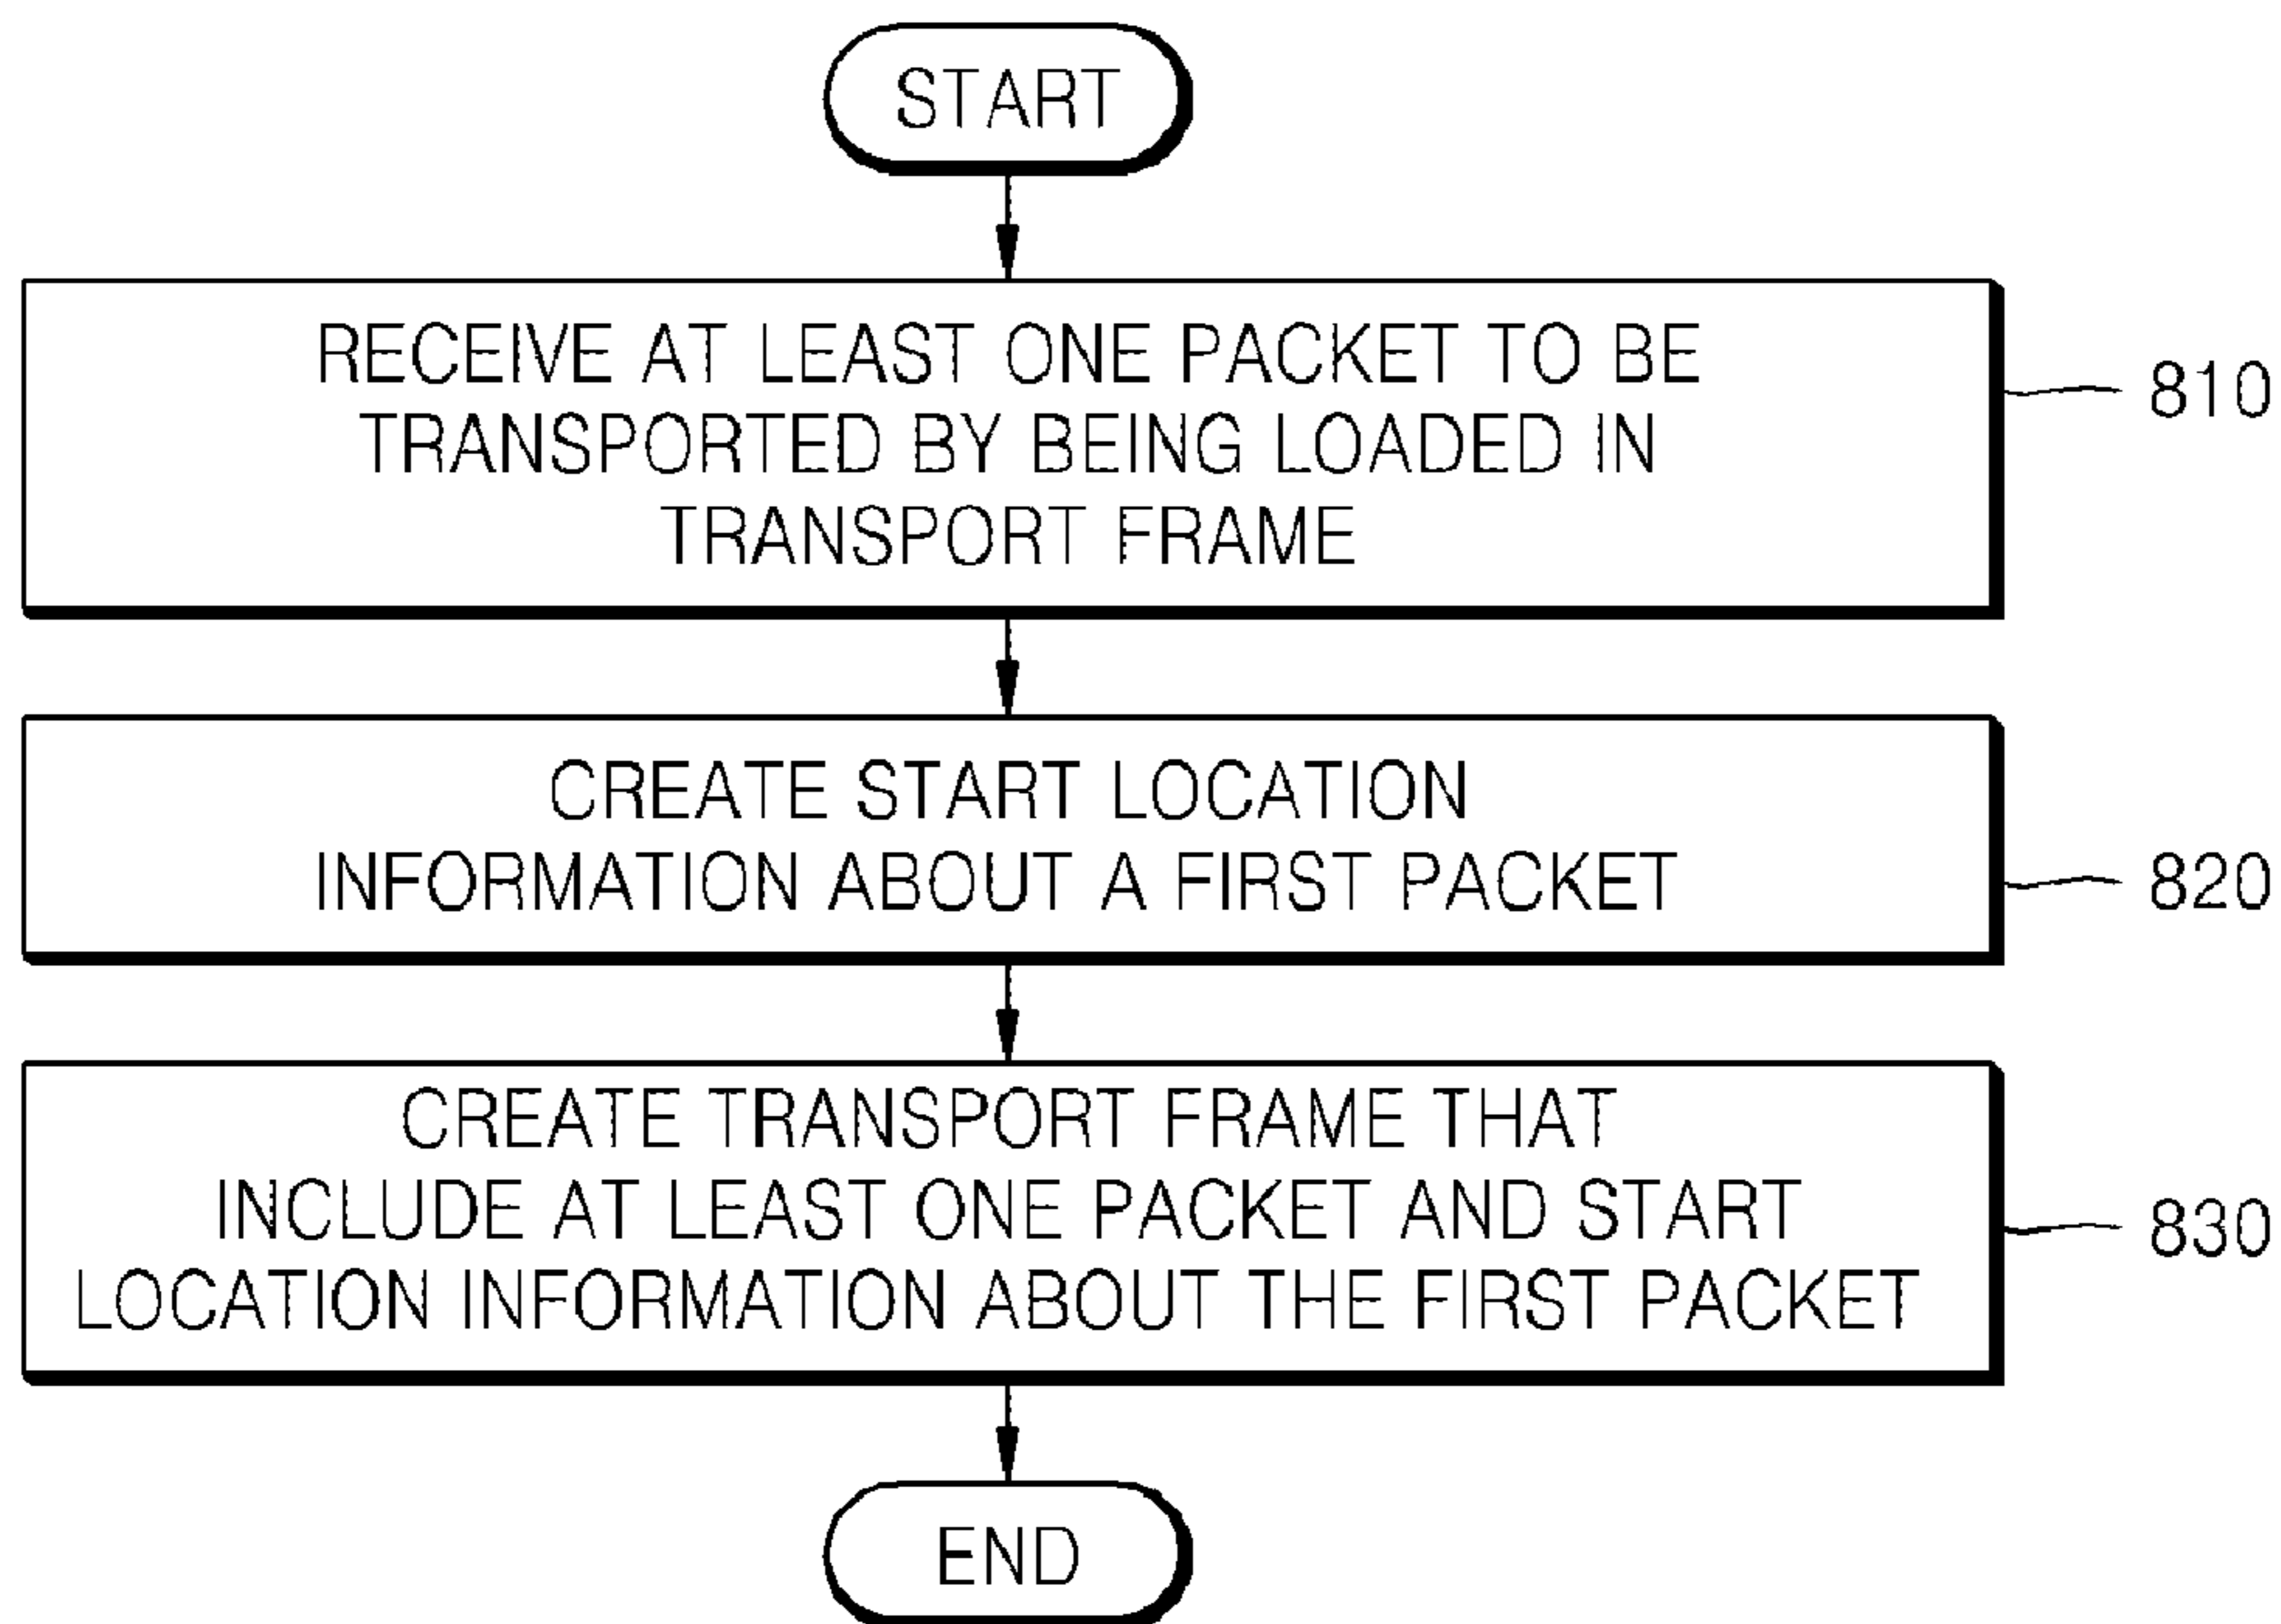 START
RECEIVE AT LEAST ONE PACKET TO BE
TRANSPORTED BY BEING LOADED IN
TRANSPORT FRAME
810
CREATE START LOCATION
INFORMATION ABOUT A FIRST PACKET
820
CREATE TRANSPORT FRAME THAT
INCLUDE AT LEAST ONE PACKET AND START
LOCATION INFORMATION ABOUT THE FIRST PACKET
830
END